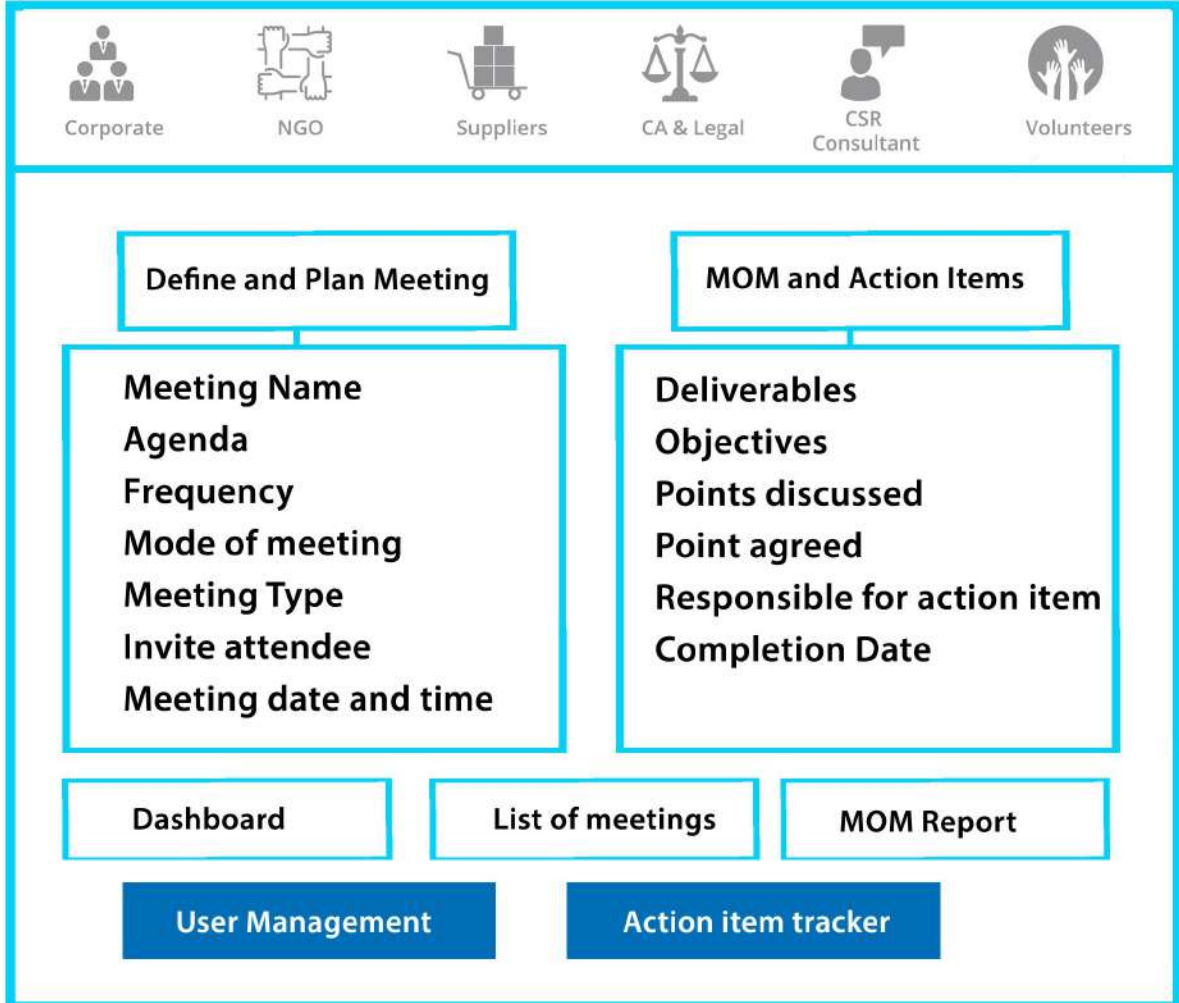 Corporate
NGO
Suppliers
CA & Legal
CSR
Consultant
Volunteers
Define and Plan Meeting
Meeting Name
Agenda
Frequency
Mode of meeting
Meeting Type
Invite attendee
Meeting date and time
MOM and Action Items
Deliverables
Objectives
Points discussed
Point agreed
Responsible for action item
Completion Date
Dashboard
List of meetings
MOM Report
User Management
Action item tracker